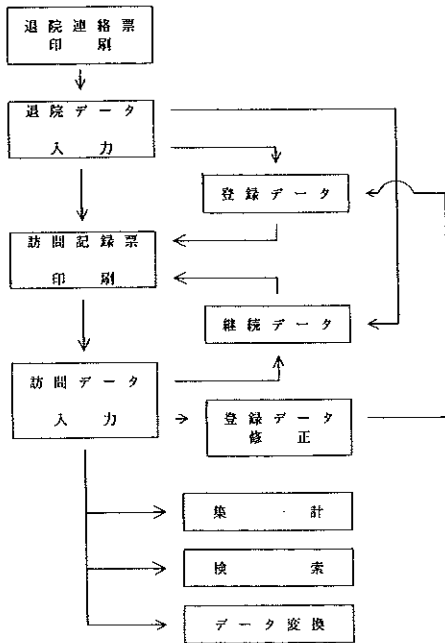 退院連絡票
印刷
退院データ
入力
登録データ
訪問記録票
印刷
継続データ
訪問データ
入力
登録データ
修正
集計
検索
データ変換